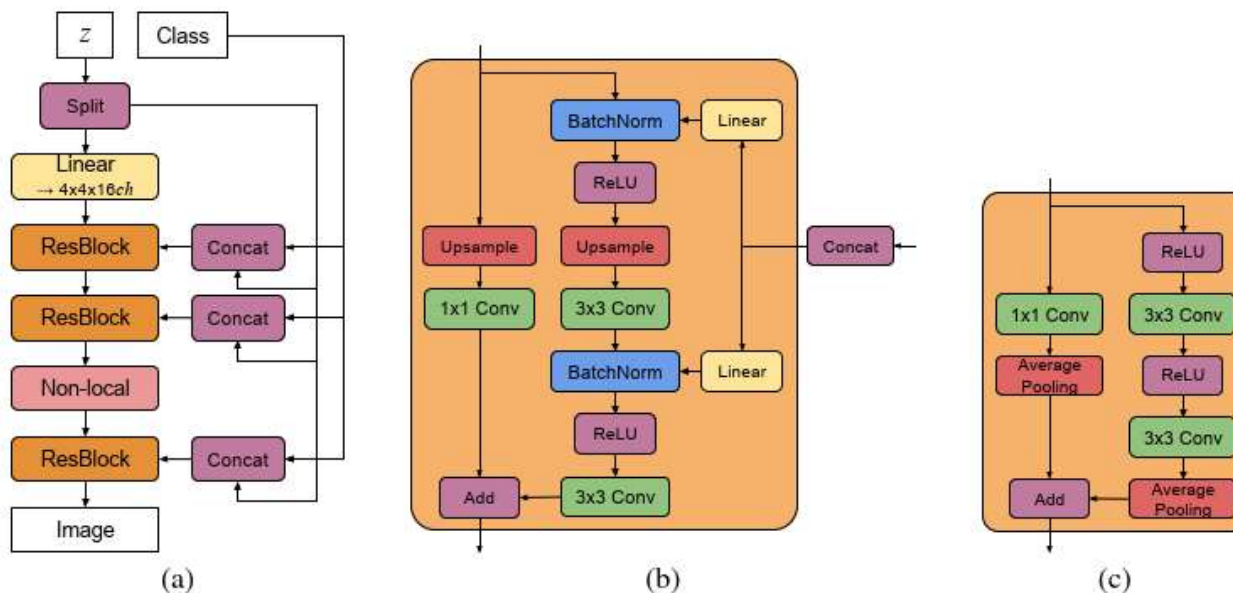 z
Class
Split
Linear
→ 4x4x16ch
ResBlock
Concat
ResBlock
Concat
Non-local
ResBlock
Concat
Image
(a)
BatchNorm
Linear
ReLU
Upsample
Upsample
Concat
1x1 Conv
3x3 Conv
BatchNorm
Linear
ReLU
Add
3x3 Conv
(b)
ReLU
1x1 Conv
3x3 Conv
Average
Pooling
ReLU
3x3 Conv
Add
Average
Pooling
(c)